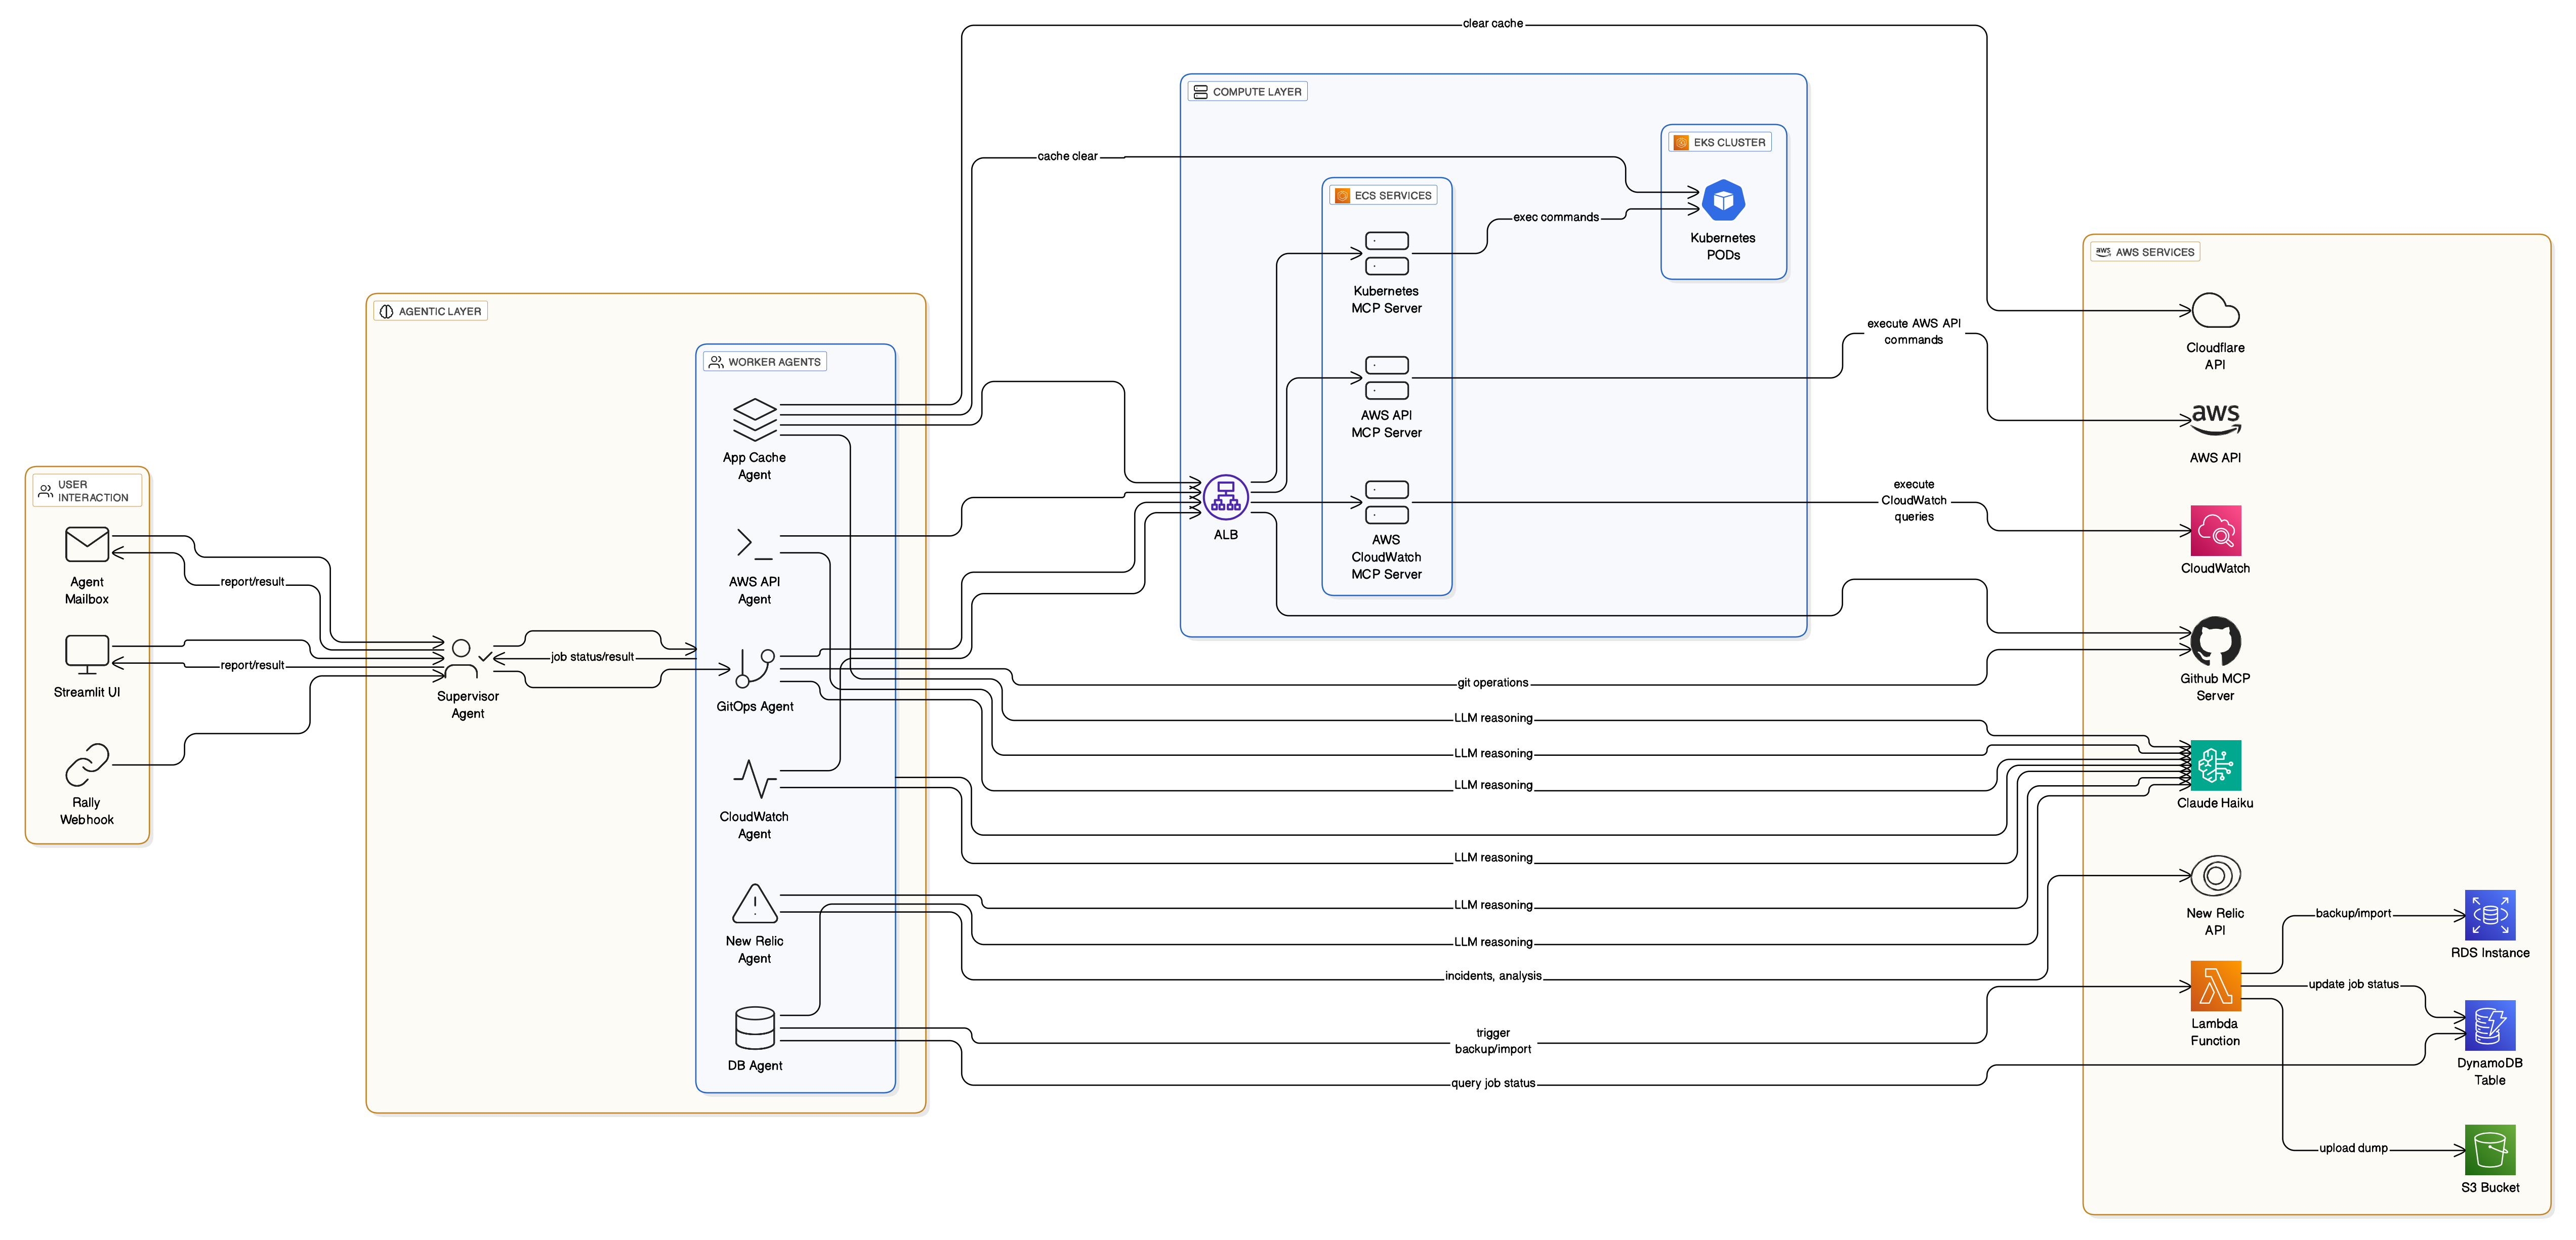 clear cache
COMPUTE LAYER
EKS CLUSTER
cache clear
ECS SERVICES
exec commands
Kubernetes
PODs
aws AWS SERVICES
Kubernetes
MCP Server
AGENTIC LAYER
execute AWS API
commands
Cloudflare
API
WORKER AGENTS
AWS API
MCP Server
aws
AWS API
App Cache
Agent
USER
INTERACTION
execute
CloudWatch
queries
ALB
AWS
CloudWatch
MCP Server
CloudWatch
Agent
Mailbox
report/result
AWS API
Agent
report/result
Streamlit UI
job status/result
Supervisor
Agent
GitOps Agent
git operations
Github MCP
Server
LLM reasoning
LLM reasoning
LLM reasoning
Claude Haiku
Rally
Webhook
CloudWatch
Agent
LLM reasoning
LLM reasoning
LLM reasoning
New Relic
Agent
incidents, analysis
New Relic
API
backup/import
RDS Instance
update job status
Lambda
Function
trigger
backup/import
DB Agent
query job status
DynamoDB
Table
upload dump
S3 Bucket